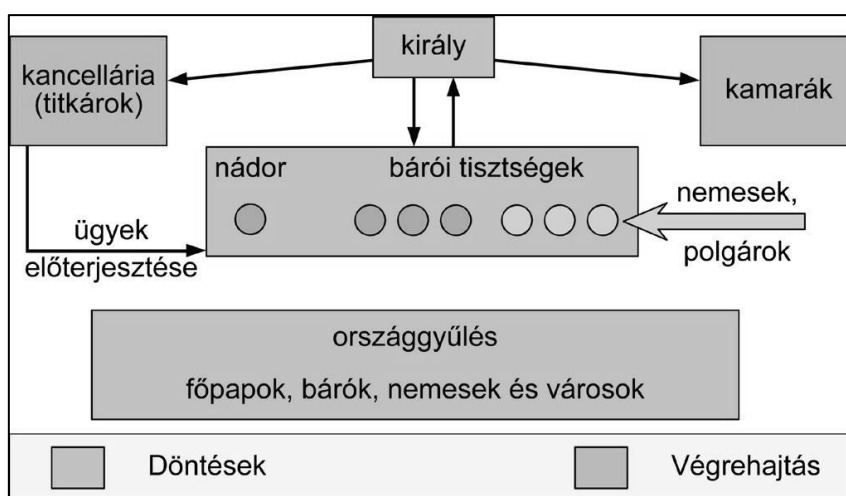 király
kancellária
(titkárok)
kamarák
nádor
bárói tisztségek
nemesek,
polgárok
ügyek
előterjesztése
országgyűlés
főpapok, bárók, nemesek és városok
Döntések
Végrehajtás